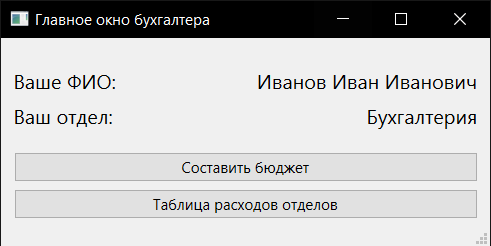 Главное окно бухгалтера
Ваше ФИО: Иванов Иван Иванович
Ваш отдел: Бухгалтерия
Составить бюджет
Таблица расходов отделов